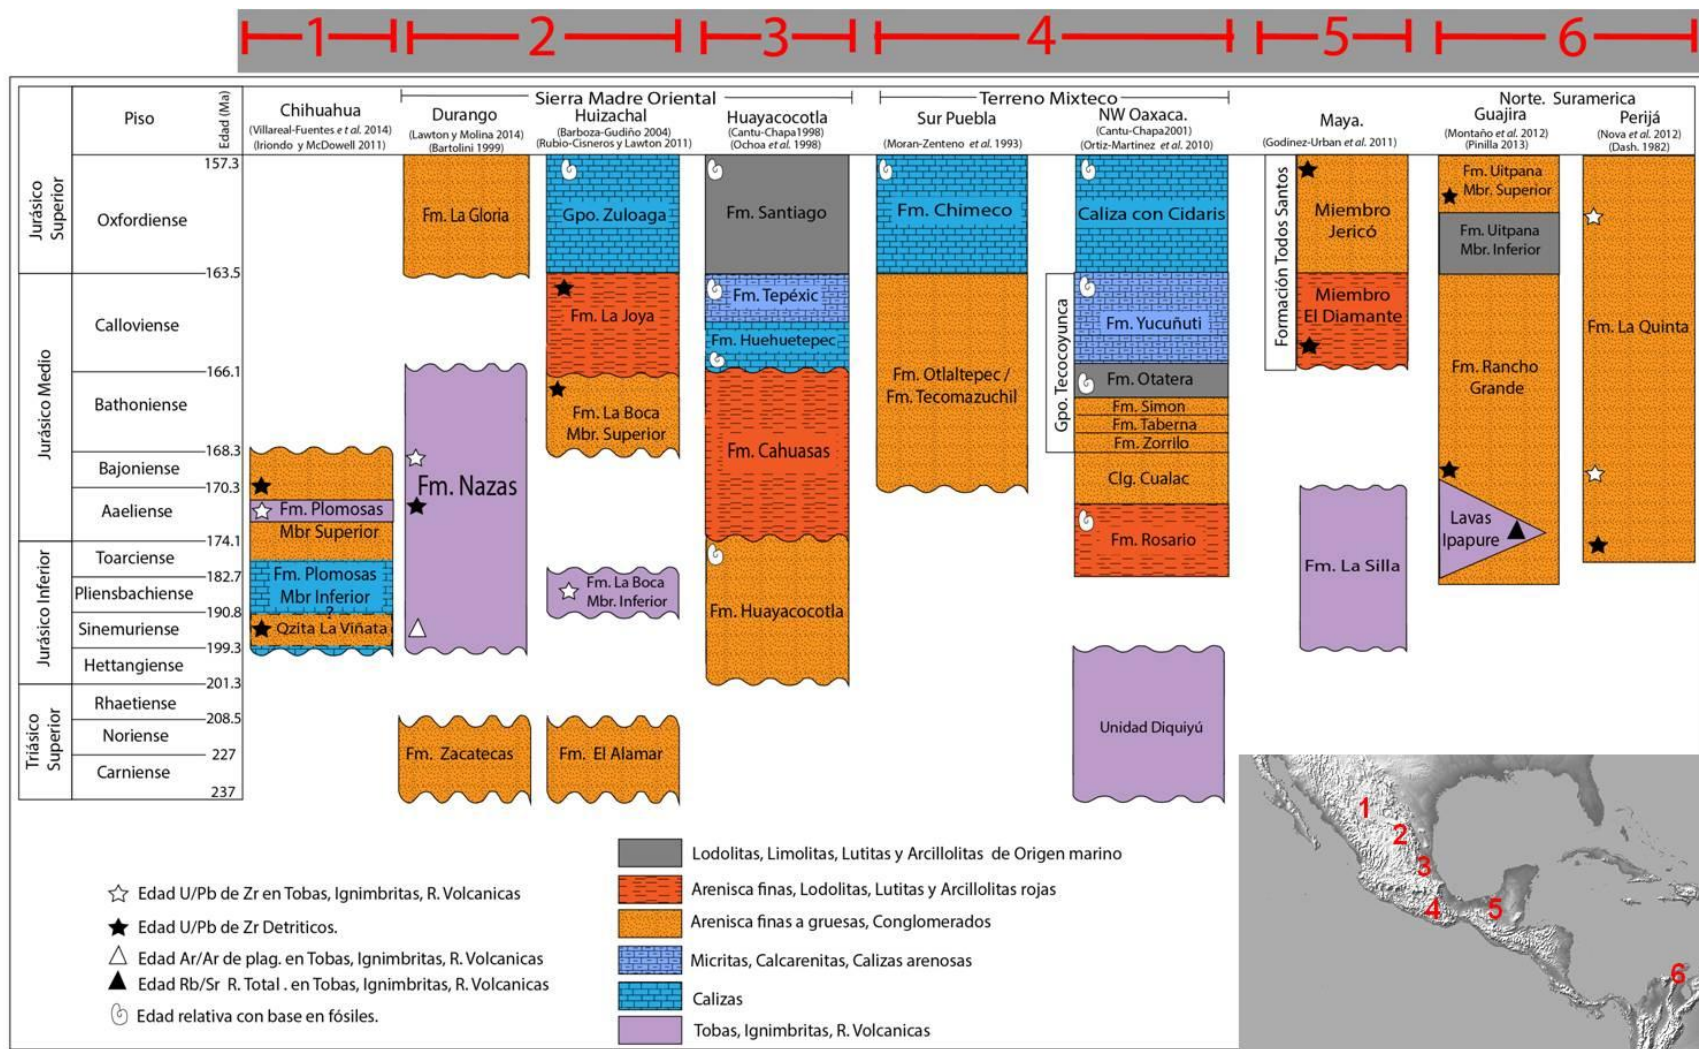 1 2 3 4 5 6
Piso
Edad (Ma)
Sierra Madre Oriental
Terreno Mixteco
Norte. Suramerica
Chihuahua
(Villareal-Fuentes et al. 2014)
(Iriondo y McDowell 2011)
Durango
(Lawton y Molina 2014)
(Bartolini 1999)
Huizachal
(Barboza-Gudiño 2004)
(Rubio-Cisneros y Lawton 2011)
Huayacocotla
(Cantu-Chapa1998)
(Ochoa et al. 1998)
Sur Puebla
(Moran-Zenteno et al. 1993)
NW Oaxaca.
(Cantu-Chapa2001)
(Ortiz-Martínez et al. 2010)
Maya.
(Godínez-Urban et al. 2011)
Guajira
(Montaño et al. 2012)
(Pinilla 2013)
Perijá
(Nova et al. 2012)
(Dash. 1982)
Jurásico
Superior
Jurásico Medio
Jurásico Inferior
Triásico
Superior
Oxfordiense
Calloviense
Bathoniense
Bajoniense
Aaeliense
Toarciense
Pliensbachiense
Sinemuriense
Hettangiense
Rhaetiense
Noriense
Carniense
157.3
163.5
166.1
168.3
170.3
174.1
182.7
190.8
199.3
201.3
208.5
227
237
Fm. Plomosas
Mbr Superior
Fm. Plomosas
Mbr Inferior
?
Qzita La Viñata
Fm. La Gloria
Fm. Nazas
Fm. Zacatecas
Gpo. Zuloaga
Fm. La Joya
Fm. La Boca
Mbr. Superior
Fm. La Boca
Mbr. Inferior
Fm. El Alamar
Fm. Santiago
Fm. Tepéxic
Fm. Huehuetepec
Fm. Cahuasas
Fm. Huayacocotla
Fm. Chimeco
Fm. Otlaltepec /
Fm. Tecomazuchil
Gpo. Tecocoyunca
Caliza con Cidaris
Fm. Yucuñuti
Fm. Otatera
Fm. Simon
Fm. Taberna
Fm. Zorrilo
Clg. Cualac
Fm. Rosario
Unidad Diquiyú
Formación Todos Santos
Miembro
Jericó
Miembro
El Diamante
Fm. La Silla
Fm. Uitpana
Mbr. Superior
Fm. Uitpana
Mbr. Inferior
Fm. Rancho
Grande
Lavas
Ipapure
Fm. La Quinta
Edad U/Pb de Zr en Tobas, Ignimbritas, R. Volcanicas
Edad U/Pb de Zr Detriticos.
Edad Ar/Ar de plag. en Tobas, Ignimbritas, R. Volcanicas
Edad Rb/Sr R. Total . en Tobas, Ignimbritas, R. Volcanicas
Edad relativa con base en fósiles.
Lodolitas, Limolitas, Lutitas y Arcillolitas de Origen marino
Arenisca finas, Lodolitas, Lutitas y Arcillolitas rojas
Arenisca finas a gruesas, Conglomerados
Micritas, Calcarenitas, Calizas arenosas
Calizas
Tobas, Ignimbritas, R. Volcanicas
1
2
3
4
5
6